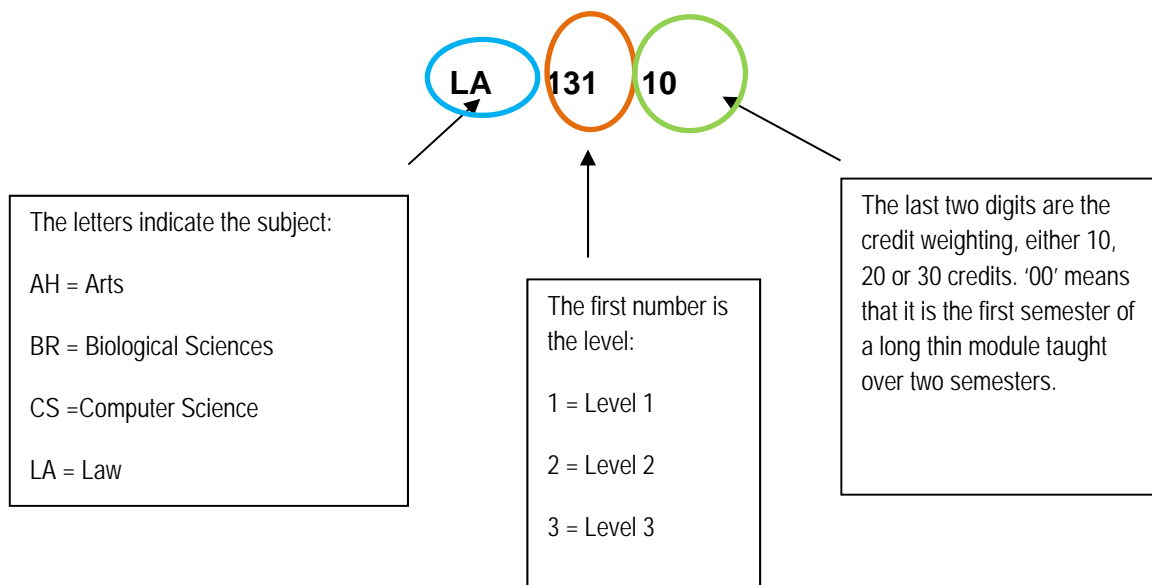 LA 131 10
The letters indicate the subject:
AH = Arts
BR = Biological Sciences
CS =Computer Science
LA = Law
The first number is
the level:
1 = Level 1
2 = Level 2
3 = Level 3
The last two digits are the
credit weighting, either 10,
20 or 30 credits. ‘00’ means
that it is the first semester of
a long thin module taught
over two semesters.